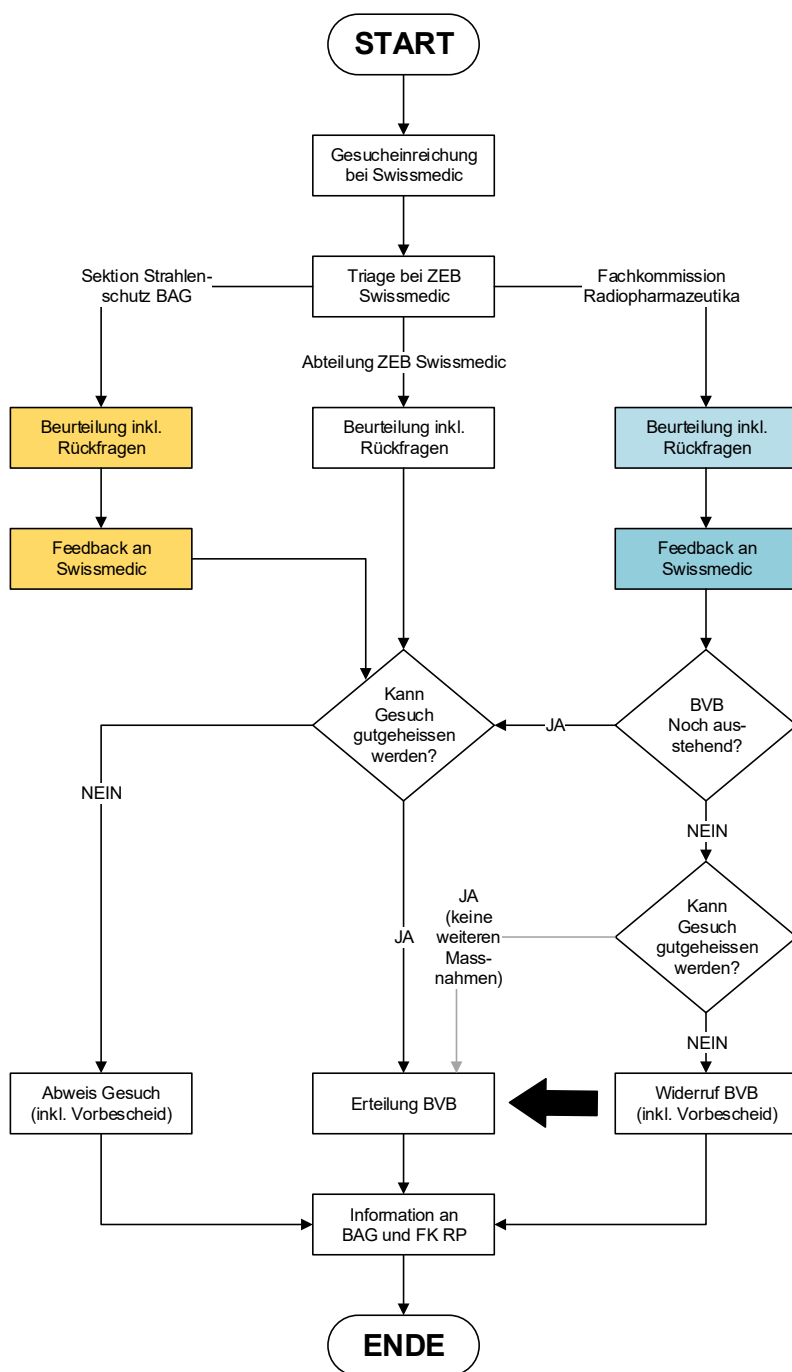 START
Gesucheinreichung
bei Swissmedic
Sektion Strahlen-
schutz BAG
Triage bei ZEB
Swissmedic
Fachkommission
Radiopharmazeutika
Abteilung ZEB Swissmedic
Beurteilung inkl.
Rückfragen
Beurteilung inkl.
Rückfragen
Beurteilung inkl.
Rückfragen
Feedback an
Swissmedic
Feedback an
Swissmedic
Kann
Gesuch
gutgeheissen
werden?
JA
BVB
Noch aus-
stehend?
NEIN
NEIN
JA
JA
(keine
weiteren
Mass-
nahmen)
Kann
Gesuch
gutgeheissen
werden?
NEIN
Abweis Gesuch
(inkl. Vorbescheid)
Erteilung BVB
Widerruf BVB
(inkl. Vorbescheid)
Information an
BAG und FK RP
ENDE